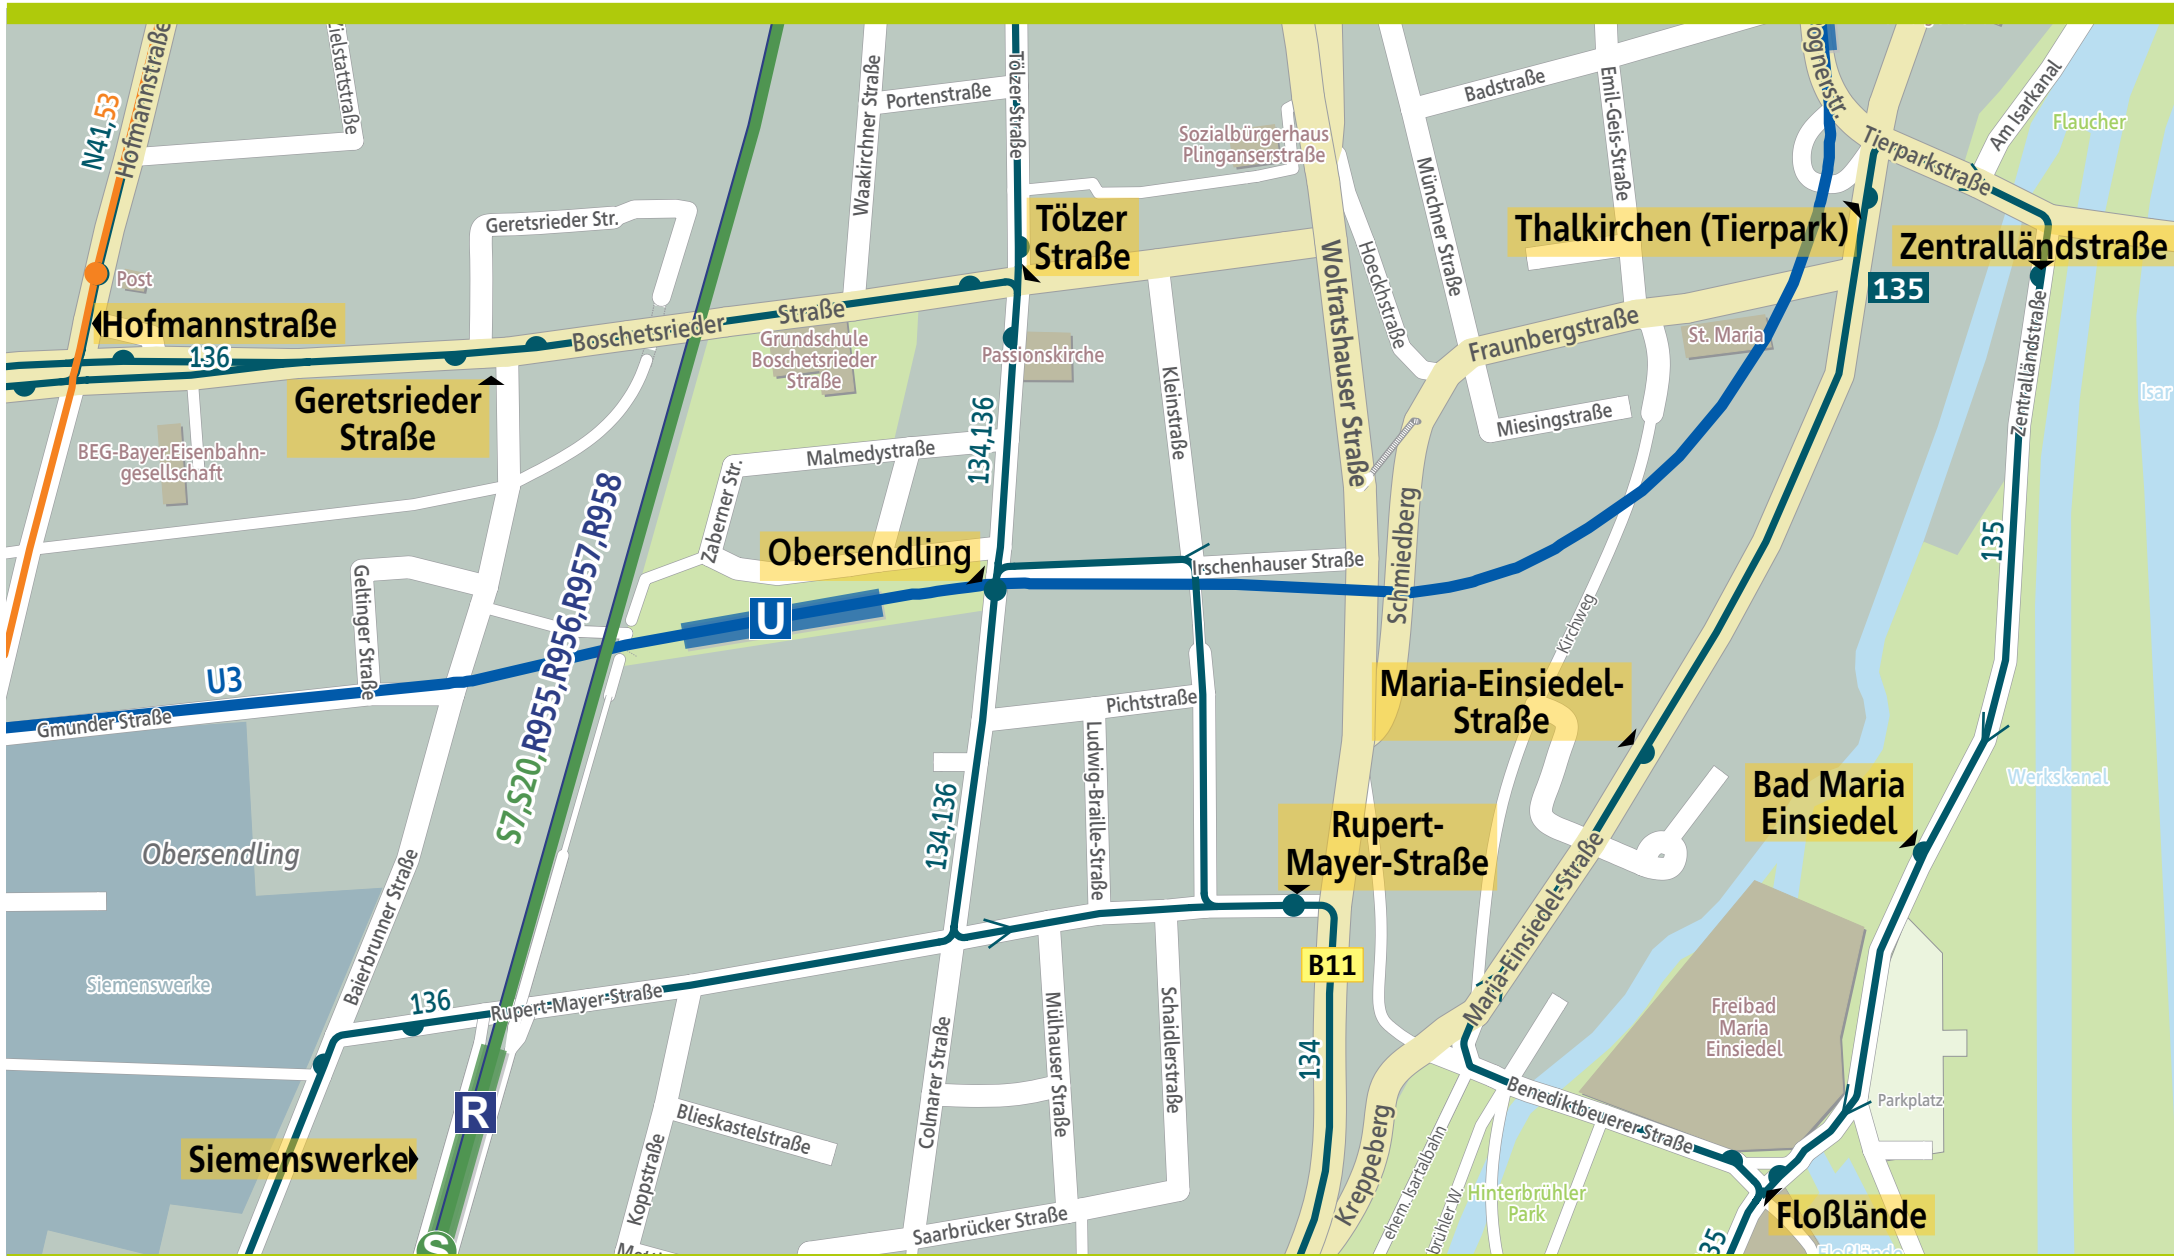 Hofmannstraße
N41,53
Zielstattstraße
Waakirchner Straße
Portenstraße
Tölzer Straße
Sozialbürgerhaus
Plinganserstraße
Badstraße
Emil-Geis-Straße
Münchner Straße
Tierparkstraße
Am Isarkanal
Flaucher
Geretsrieder Str.
Tölzer
Straße
Thalkirchen (Tierpark)
Zentralländstraße
135
Post
Hofmannstraße
136
Boschetsrieder
Straße
Grundschule
Boschetsrieder
Straße
Passionskirche
Wolfratshauser Straße
Hoeckhstraße
Fraunbergstraße
St. Maria
Zentralländstraße
Isar
Geretsrieder
Straße
BEG-Bayer.Eisenbahn-
gesellschaft
Malmedystraße
134,136
Kleinstraße
Miesingstraße
Zaberner Str.
Obersendling
Irschenhauser Straße
Schmiedberg
Kirchweg
135
U
U3
Geltinger Straße
Gmunder Straße
S7,S20,R955,R956,R957,R958
Pichtstraße
Ludwig-Braille-Straße
Maria-Einsiedel-
Straße
Bad Maria
Einsiedel
Werkskanal
Obersendling
134,136
Rupert-
Mayer-Straße
Maria-Einsiedel-Straße
Baierbrunner Straße
Siemenswerke
136
Rupert-Mayer-Straße
B11
134
Freibad
Maria
Einsiedel
Parkplatz
Colmarer Straße
Mülhauser Straße
Schaidlerstraße
Benediktbeuerer Straße
R
Blieskastelstraße
Koppstraße
Siemenswerke
Kreppeberg
ehem. Isartalbahn
Hinterbrühler
Park
Floßlände
Saarbrücker Straße
S